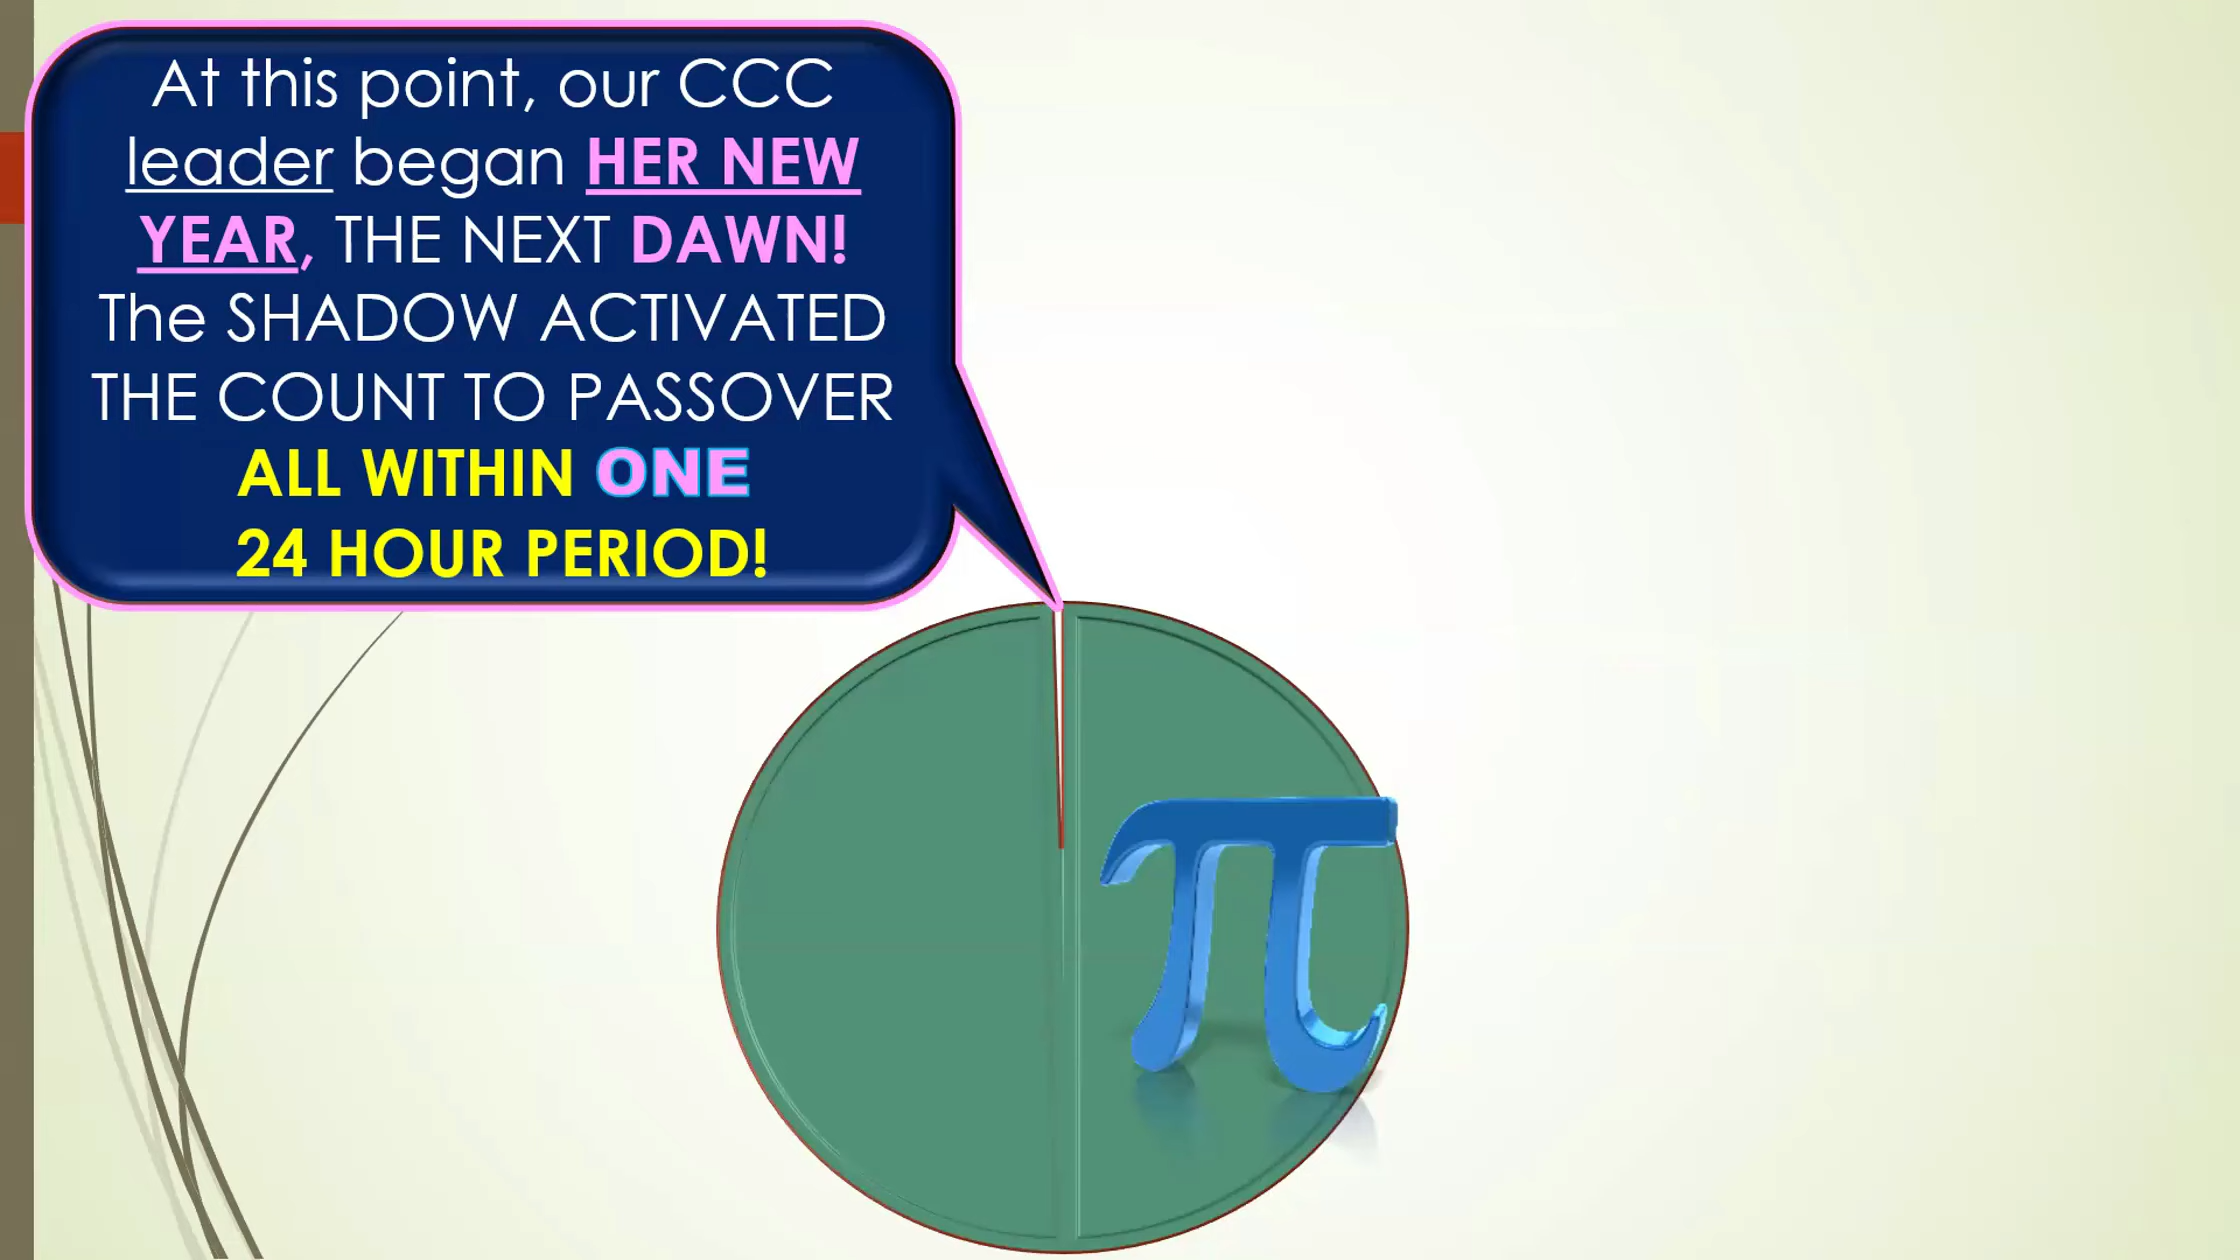 At this point, our CCC
leader began HER NEW
YEAR, THE NEXT DAWN!
The SHADOW ACTIVATED
THE COUNT TO PASSOVER
ALL WITHIN ONE
24 HOUR PERIOD!
π